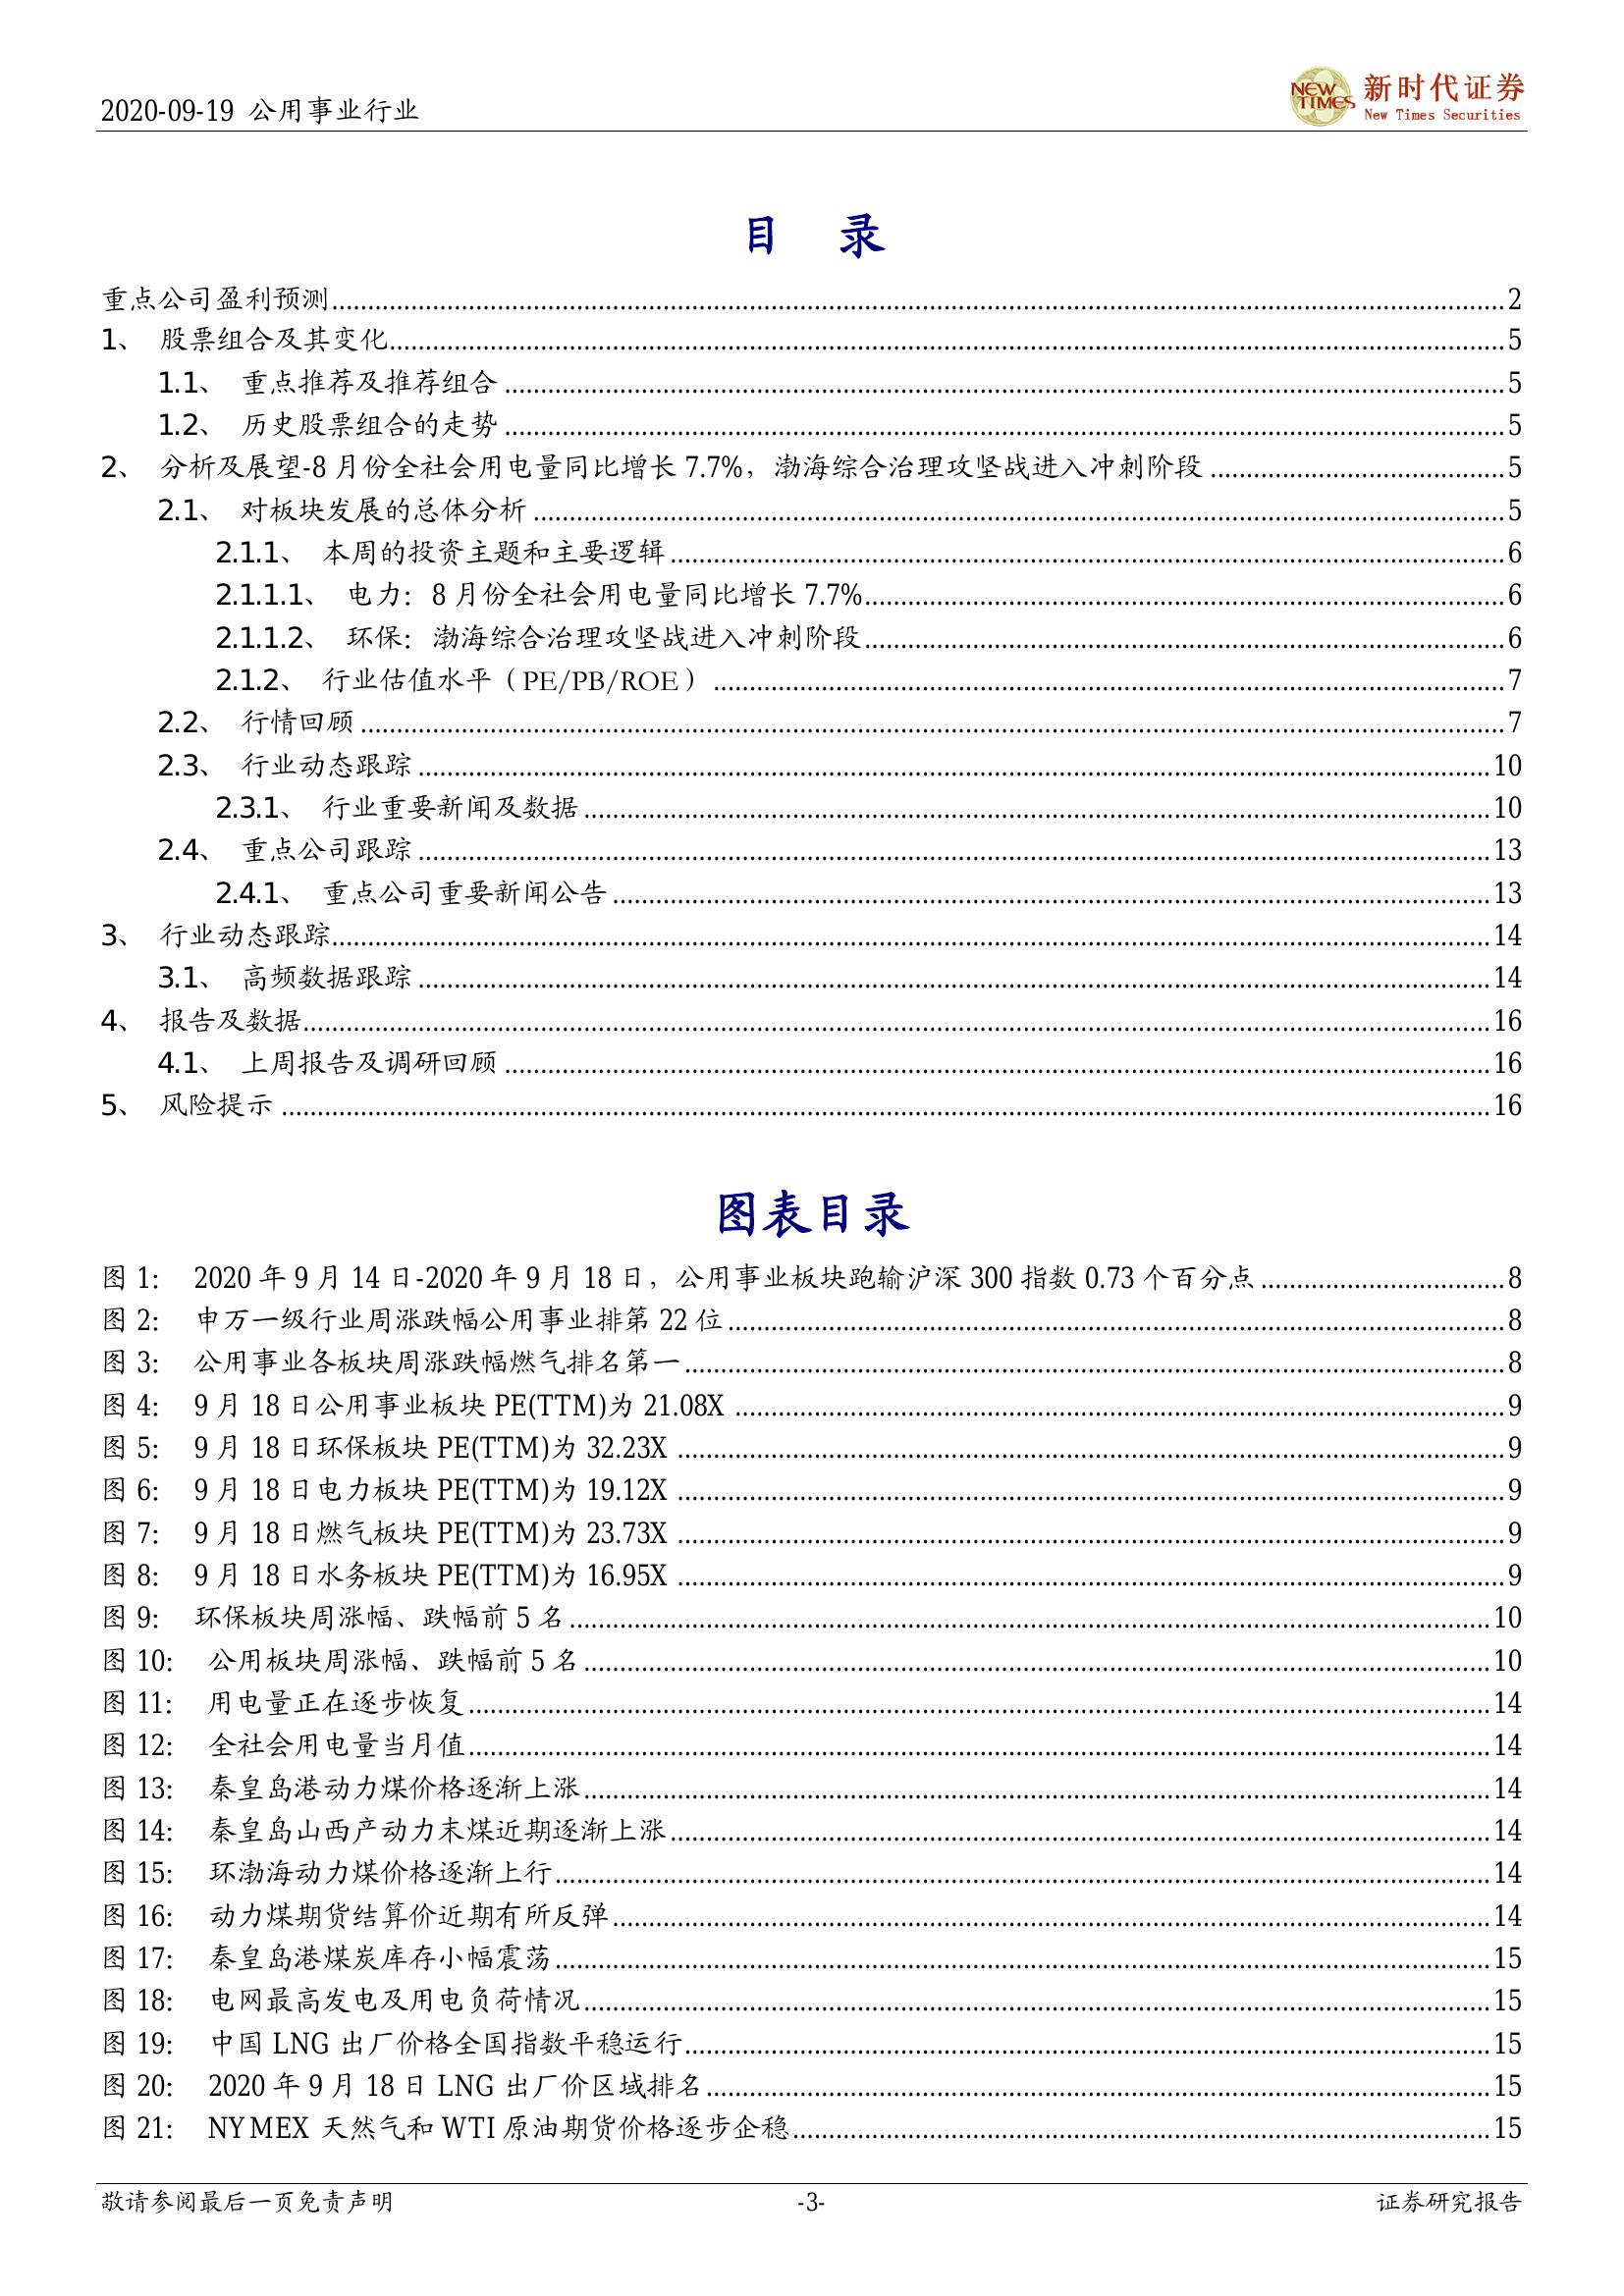 2020-09-19 公用事业行业
NEW TIMES 新时代证券
New Times Securities
目 录
重点公司盈利预测 2
1、 股票组合及其变化 5
1.1、 重点推荐及推荐组合 5
1.2、 历史股票组合的走势 5
2、 分析及展望-8 月份全社会用电量同比增长 7.7%，渤海综合治理攻坚战进入冲刺阶段 5
2.1、 对板块发展的总体分析 5
2.1.1、 本周的投资主题和主要逻辑 6
2.1.1.1、 电力：8 月份全社会用电量同比增长 7.7% 6
2.1.1.2、 环保：渤海综合治理攻坚战进入冲刺阶段 6
2.1.2、 行业估值水平（PE/PB/ROE） 7
2.2、 行情回顾 7
2.3、 行业动态跟踪 10
2.3.1、 行业重要新闻及数据 10
2.4、 重点公司跟踪 13
2.4.1、 重点公司重要新闻公告 13
3、 行业动态跟踪 14
3.1、 高频数据跟踪 14
4、 报告及数据 16
4.1、 上周报告及调研回顾 16
5、 风险提示 16
图表目录
图 1： 2020 年 9 月 14 日-2020 年 9 月 18 日，公用事业板块跑输沪深 300 指数 0.73 个百分点 8
图 2： 申万一级行业周涨跌幅公用事业排第 22 位 8
图 3： 公用事业各板块周涨跌幅燃气排名第一 8
图 4： 9 月 18 日公用事业板块 PE(TTM)为 21.08X 9
图 5： 9 月 18 日环保板块 PE(TTM)为 32.23X 9
图 6： 9 月 18 日电力板块 PE(TTM)为 19.12X 9
图 7： 9 月 18 日燃气板块 PE(TTM)为 23.73X 9
图 8： 9 月 18 日水务板块 PE(TTM)为 16.95X 9
图 9： 环保板块周涨幅、跌幅前 5 名 10
图 10： 公用板块周涨幅、跌幅前 5 名 10
图 11： 用电量正在逐步恢复 14
图 12： 全社会用电量当月值 14
图 13： 秦皇岛港动力煤价格逐渐上涨 14
图 14： 秦皇岛山西产动力末煤近期逐渐上涨 14
图 15： 环渤海动力煤价格逐渐上行 14
图 16： 动力煤期货结算价近期有所反弹 14
图 17： 秦皇岛港煤炭库存小幅震荡 15
图 18： 电网最高发电及用电负荷情况 15
图 19： 中国 LNG 出厂价格全国指数平稳运行 15
图 20： 2020 年 9 月 18 日 LNG 出厂价区域排名 15
图 21： NYMEX 天然气和 WTI 原油期货价格逐步企稳 15
敬请参阅最后一页免责声明 -3- 证券研究报告